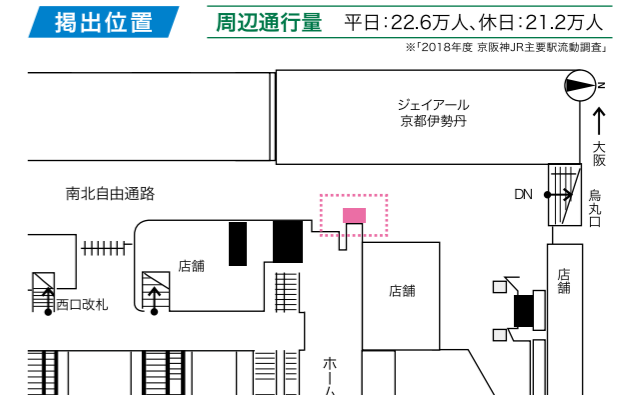 掲出位置
周辺通行量 平日：22.6万人、休日：21.2万人
※「2018年度 京阪神JR主要駅流動調査」
ジェイアール
京都伊勢丹
N
大阪
南北自由通路
DN
烏丸口
店舗
店舗
店舗
西口改札
ホーム